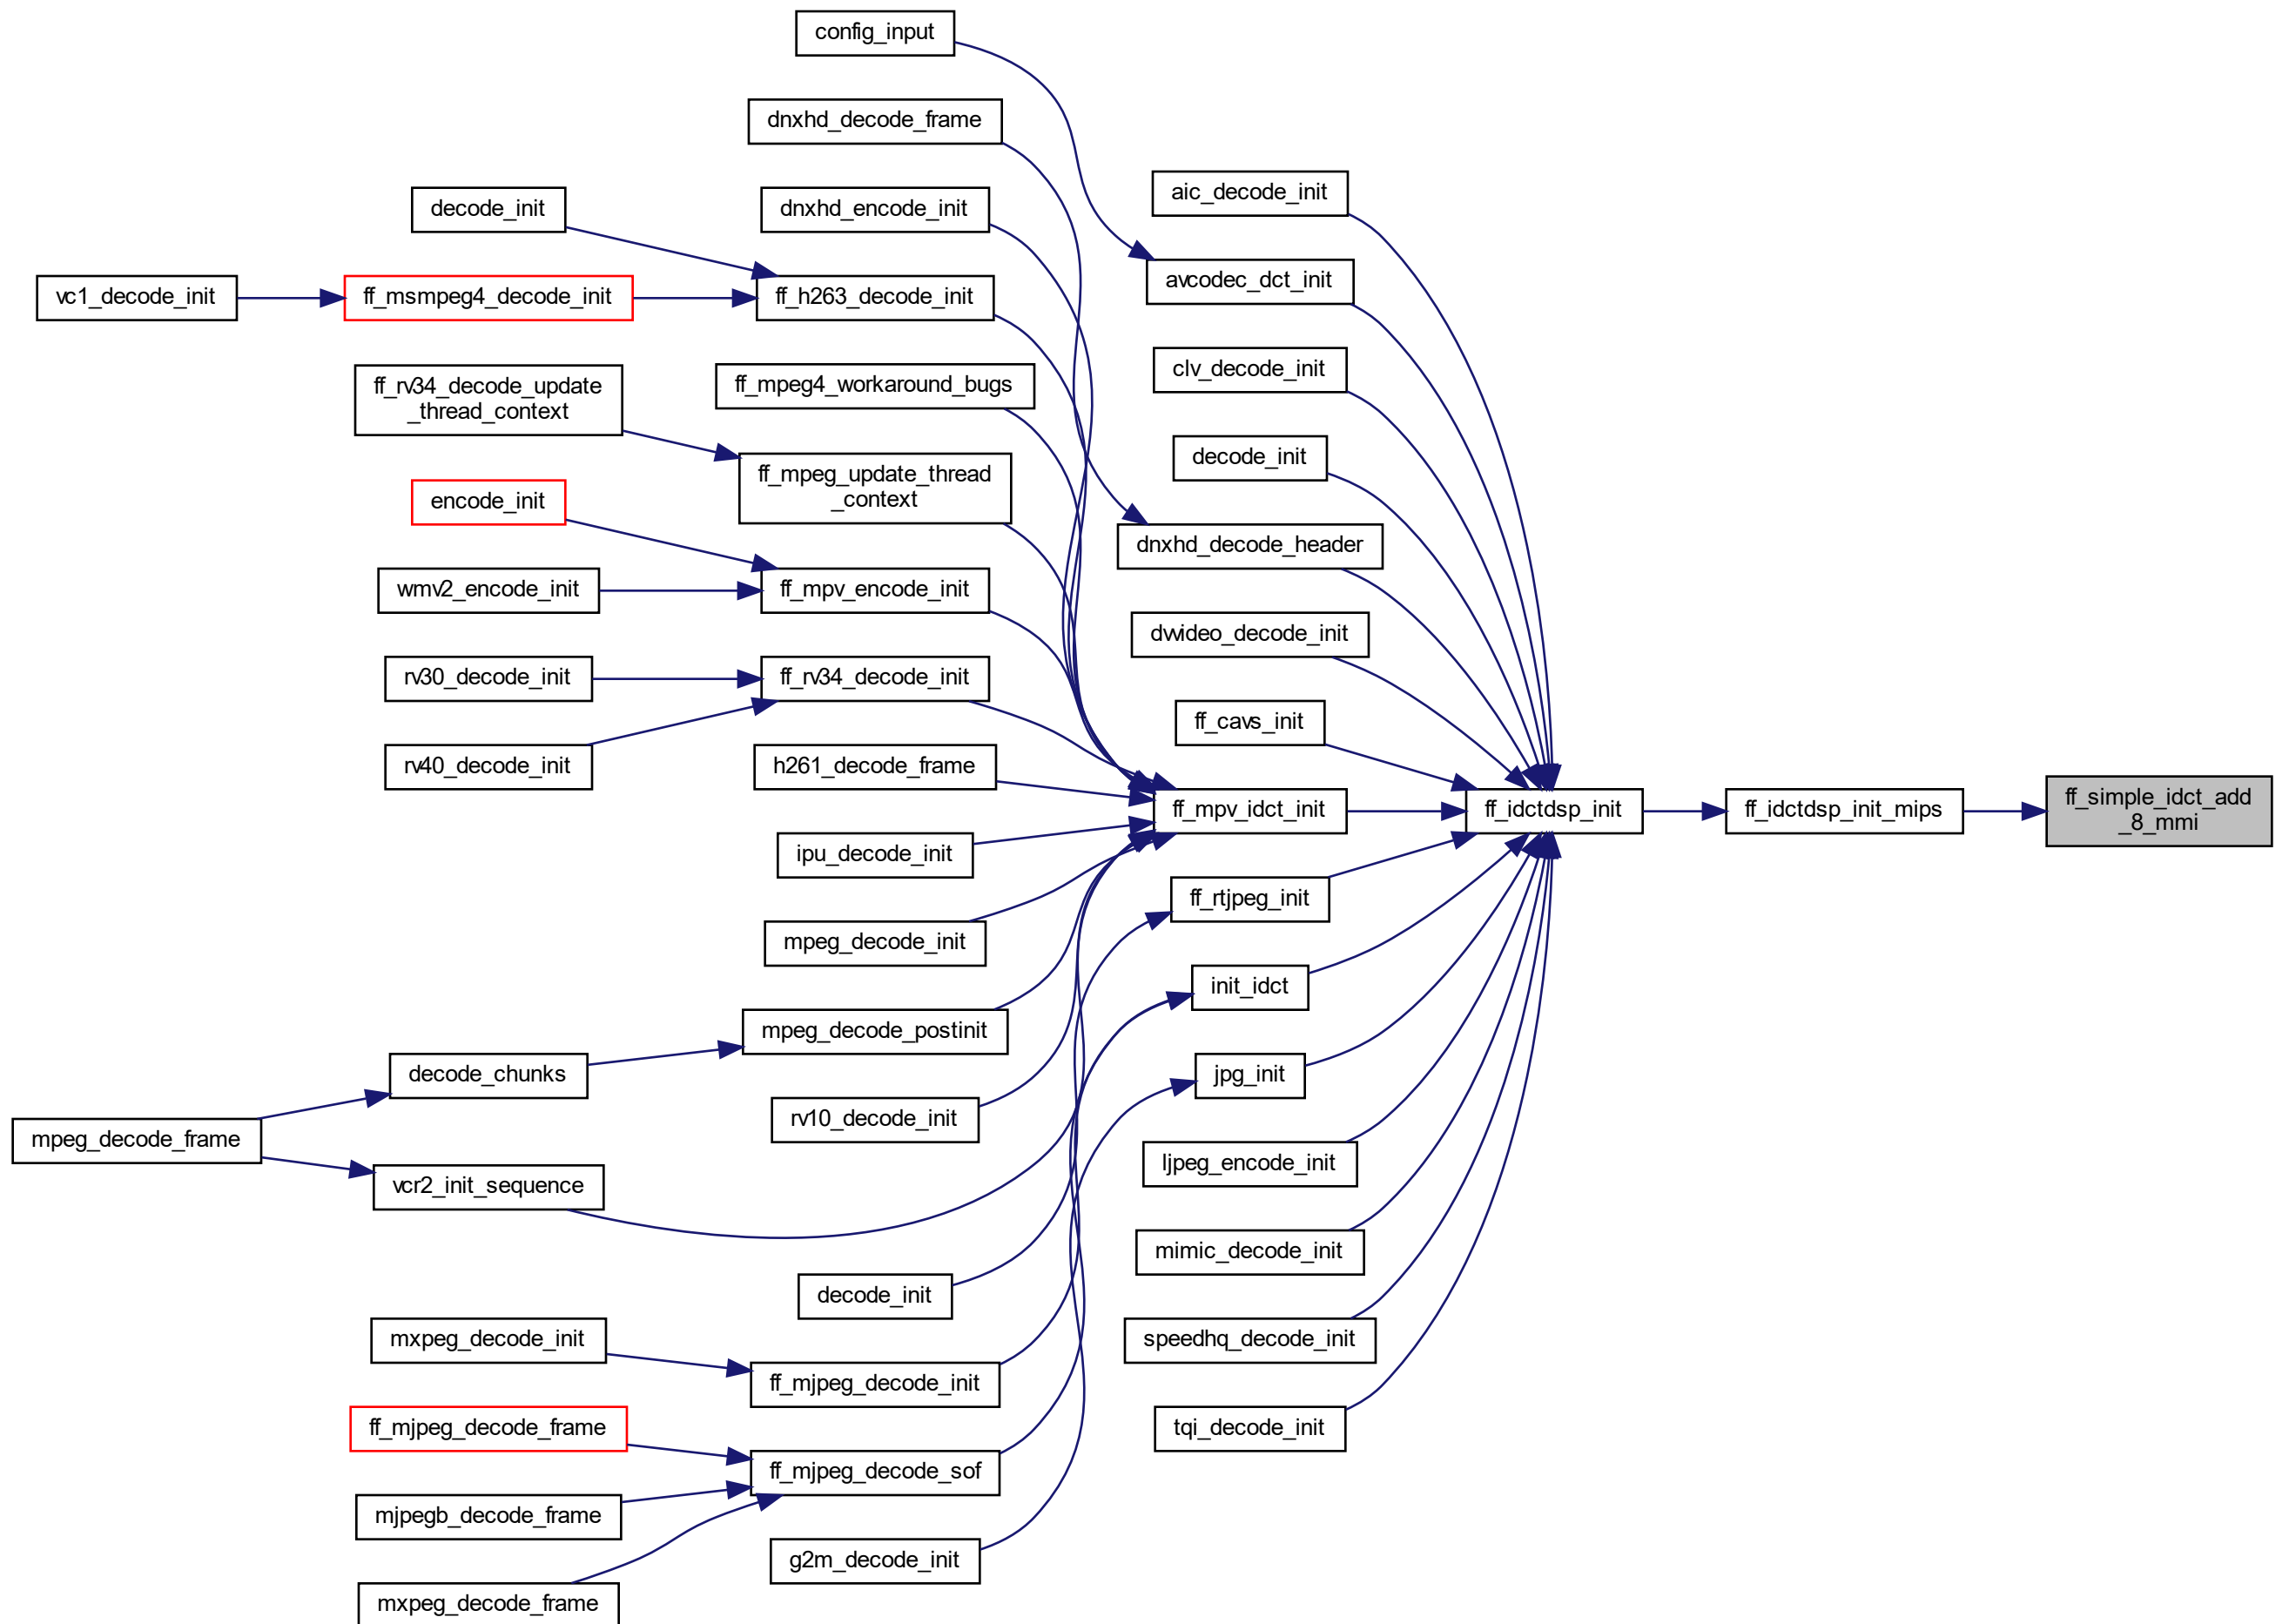 config_input
dnxhd_decode_frame
aic_decode_init
decode_init
dnxhd_encode_init
avcodec_dct_init
vc1_decode_init
ff_msmpeg4_decode_init
ff_h263_decode_init
clv_decode_init
ff_rv34_decode_update
_thread_context
ff_mpeg4_workaround_bugs
decode_init
ff_mpeg_update_thread
_context
encode_init
dnxhd_decode_header
wmv2_encode_init
ff_mpv_encode_init
dvvideo_decode_init
rv30_decode_init
ff_rv34_decode_init
ff_cavs_init
rv40_decode_init
h261_decode_frame
ff_mpv_idct_init
ff_idctdsp_init
ff_idctdsp_init_mips
ff_simple_idct_add
_8_mmi
ipu_decode_init
ff_rtjpeg_init
mpeg_decode_init
init_idct
mpeg_decode_postinit
decode_chunks
jpg_init
rv10_decode_init
mpeg_decode_frame
ljpeg_encode_init
vcr2_init_sequence
mimic_decode_init
decode_init
mxpeg_decode_init
speedhq_decode_init
ff_mjpeg_decode_init
ff_mjpeg_decode_frame
tqi_decode_init
ff_mjpeg_decode_sof
mjpegb_decode_frame
g2m_decode_init
mxpeg_decode_frame